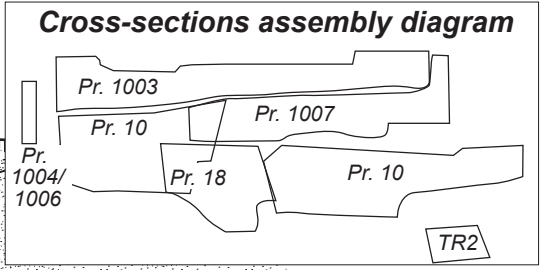 Cross-sections assembly diagram
Pr. 1003
Pr. 10
Pr. 1007
Pr.
1004/
1006
Pr. 18
Pr. 10
TR2